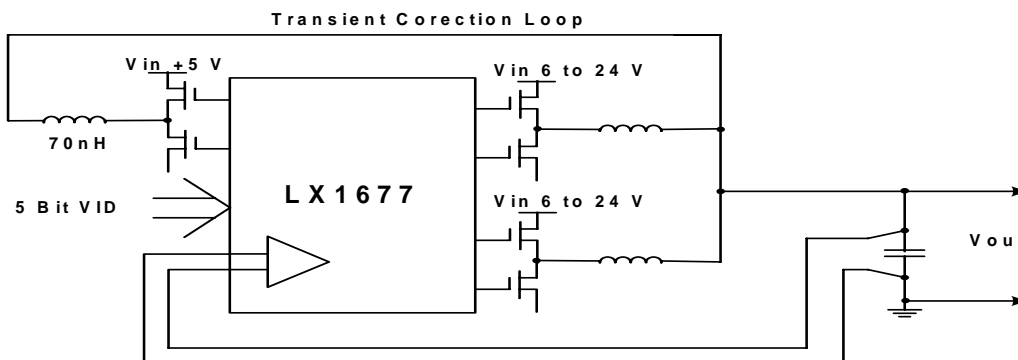 Transient Corection Loop
Vin +5 V
Vin 6 to 24 V
70nH
LX1677
5 Bit VID
Vin 6 to 24 V
Vou